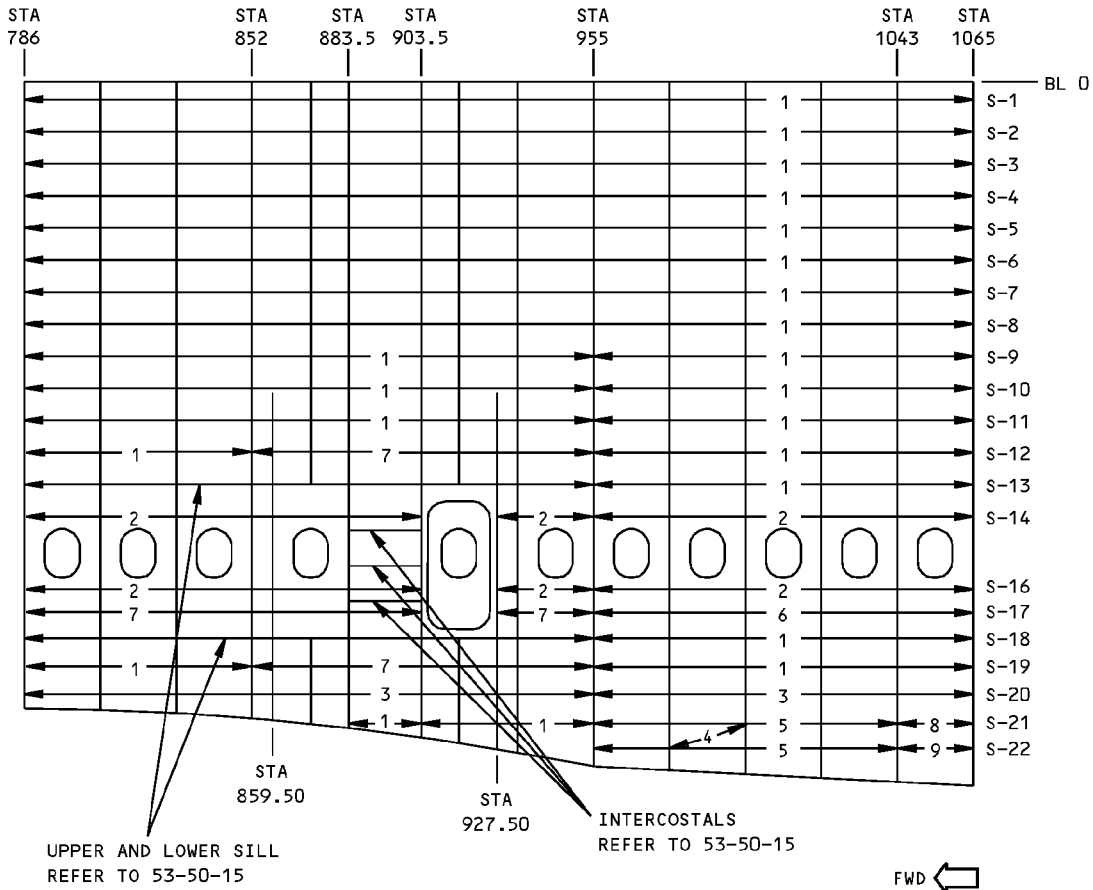 STA STA STA STA STA STA STA
786 852 883.5 903.5 955 1043 1065
BL 0
1 S-1
1 S-2
1 S-3
1 S-4
1 S-5
1 S-6
1 S-7
1 S-8
1 1 S-9
1 1 S-10
1 1 S-11
1 7 1 S-12
1 S-13
2 2 2 S-14
2 2 2 S-16
7 7 6 S-17
1 S-18
1 7 1 S-19
3 3 S-20
1 1 5 8 S-21
4
5 9 S-22
STA
859.50
STA
927.50
INTERCOSTALS
REFER TO 53-50-15
UPPER AND LOWER SILL
REFER TO 53-50-15
FWD